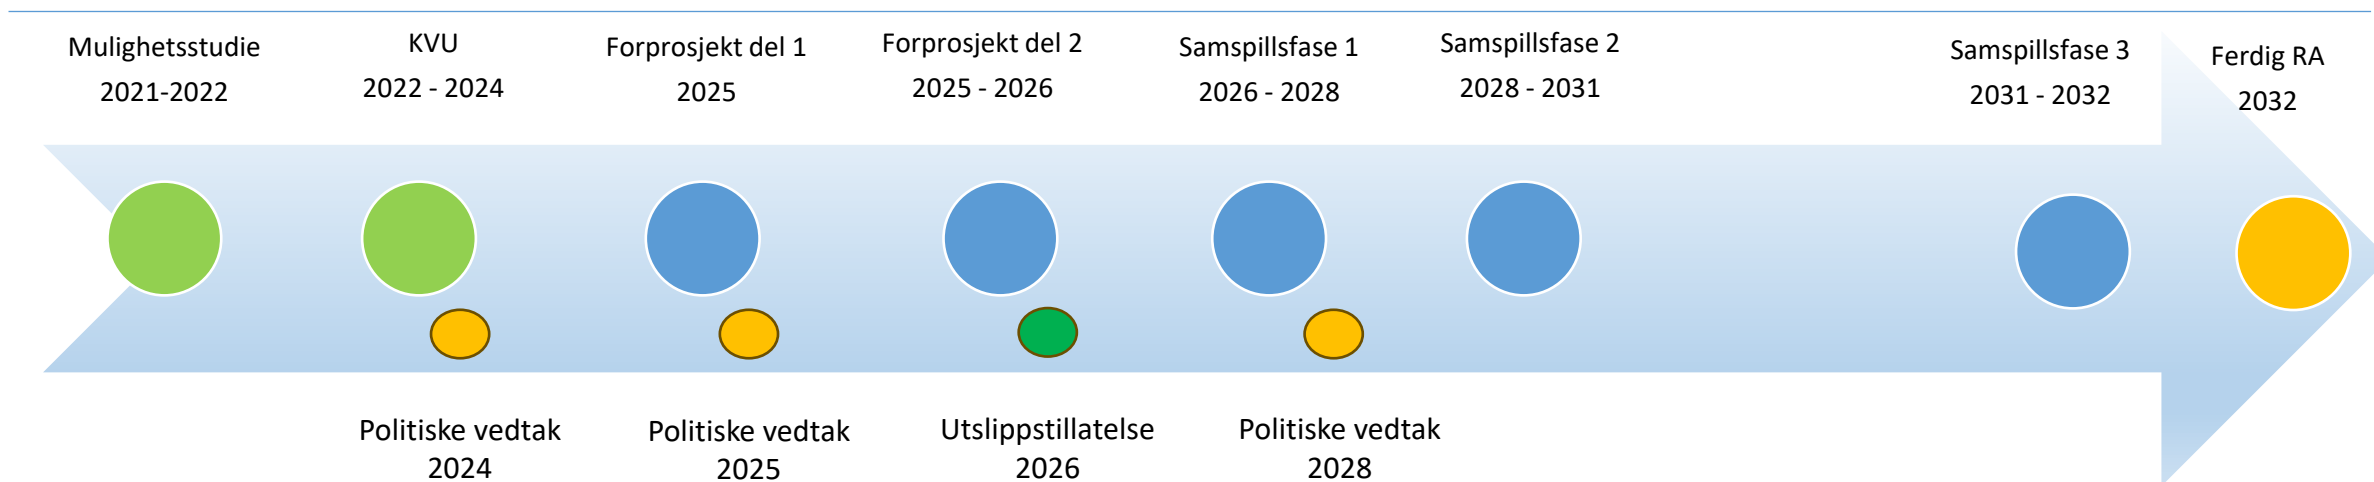 Mulighetsstudie
2021-2022
KVU
2022 - 2024
Forprosjekt del 1
2025
Forprosjekt del 2
2025 - 2026
Samspillsfase 1
2026 - 2028
Samspillsfase 2
2028 - 2031
Samspillsfase 3
2031 - 2032
Ferdig RA
2032
Politiske vedtak
2024
Politiske vedtak
2025
Utslippstillatelse
2026
Politiske vedtak
2028